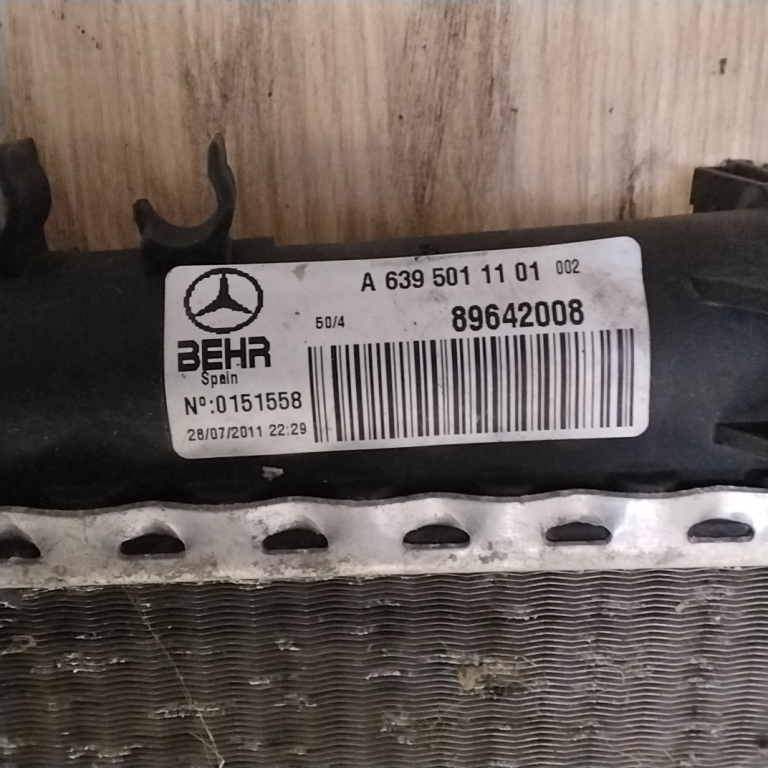 A 639 501 11 01 002
50/4 89642008
BEHR
Spain
Nº:0151558
28/07/2011 22:29